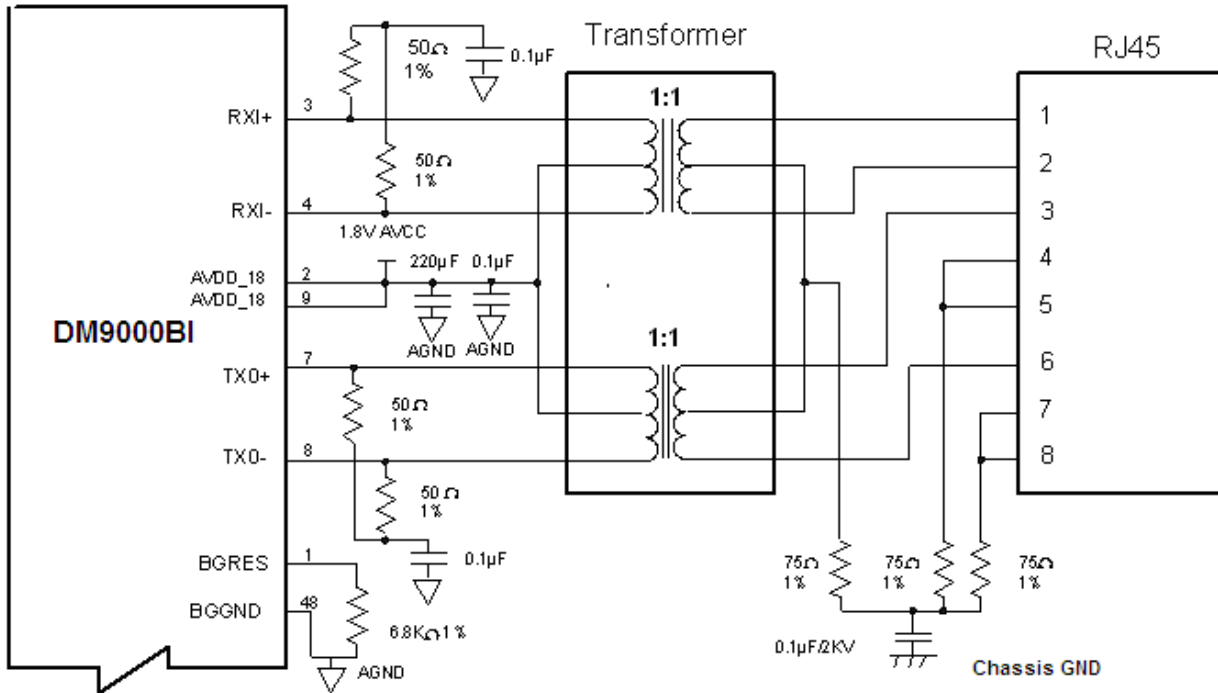 Transformer
RJ45
50Ω
1%
0.1µF
1:1
RXI+
3
1
50Ω
1%
2
RXI-
4
3
1.8V AVCC
4
AVDD_18
2
220µF
0.1µF
AVDD_18
9
5
DM9000BI
AGND
AGND
1:1
TX0+
7
6
50Ω
1%
7
TX0-
8
8
50Ω
1%
BGRES
1
0.1µF
75Ω
1%
75Ω
1%
75Ω
1%
BGGND
48
6.8KΩ 1%
0.1µF/2KV
AGND
Chassis GND